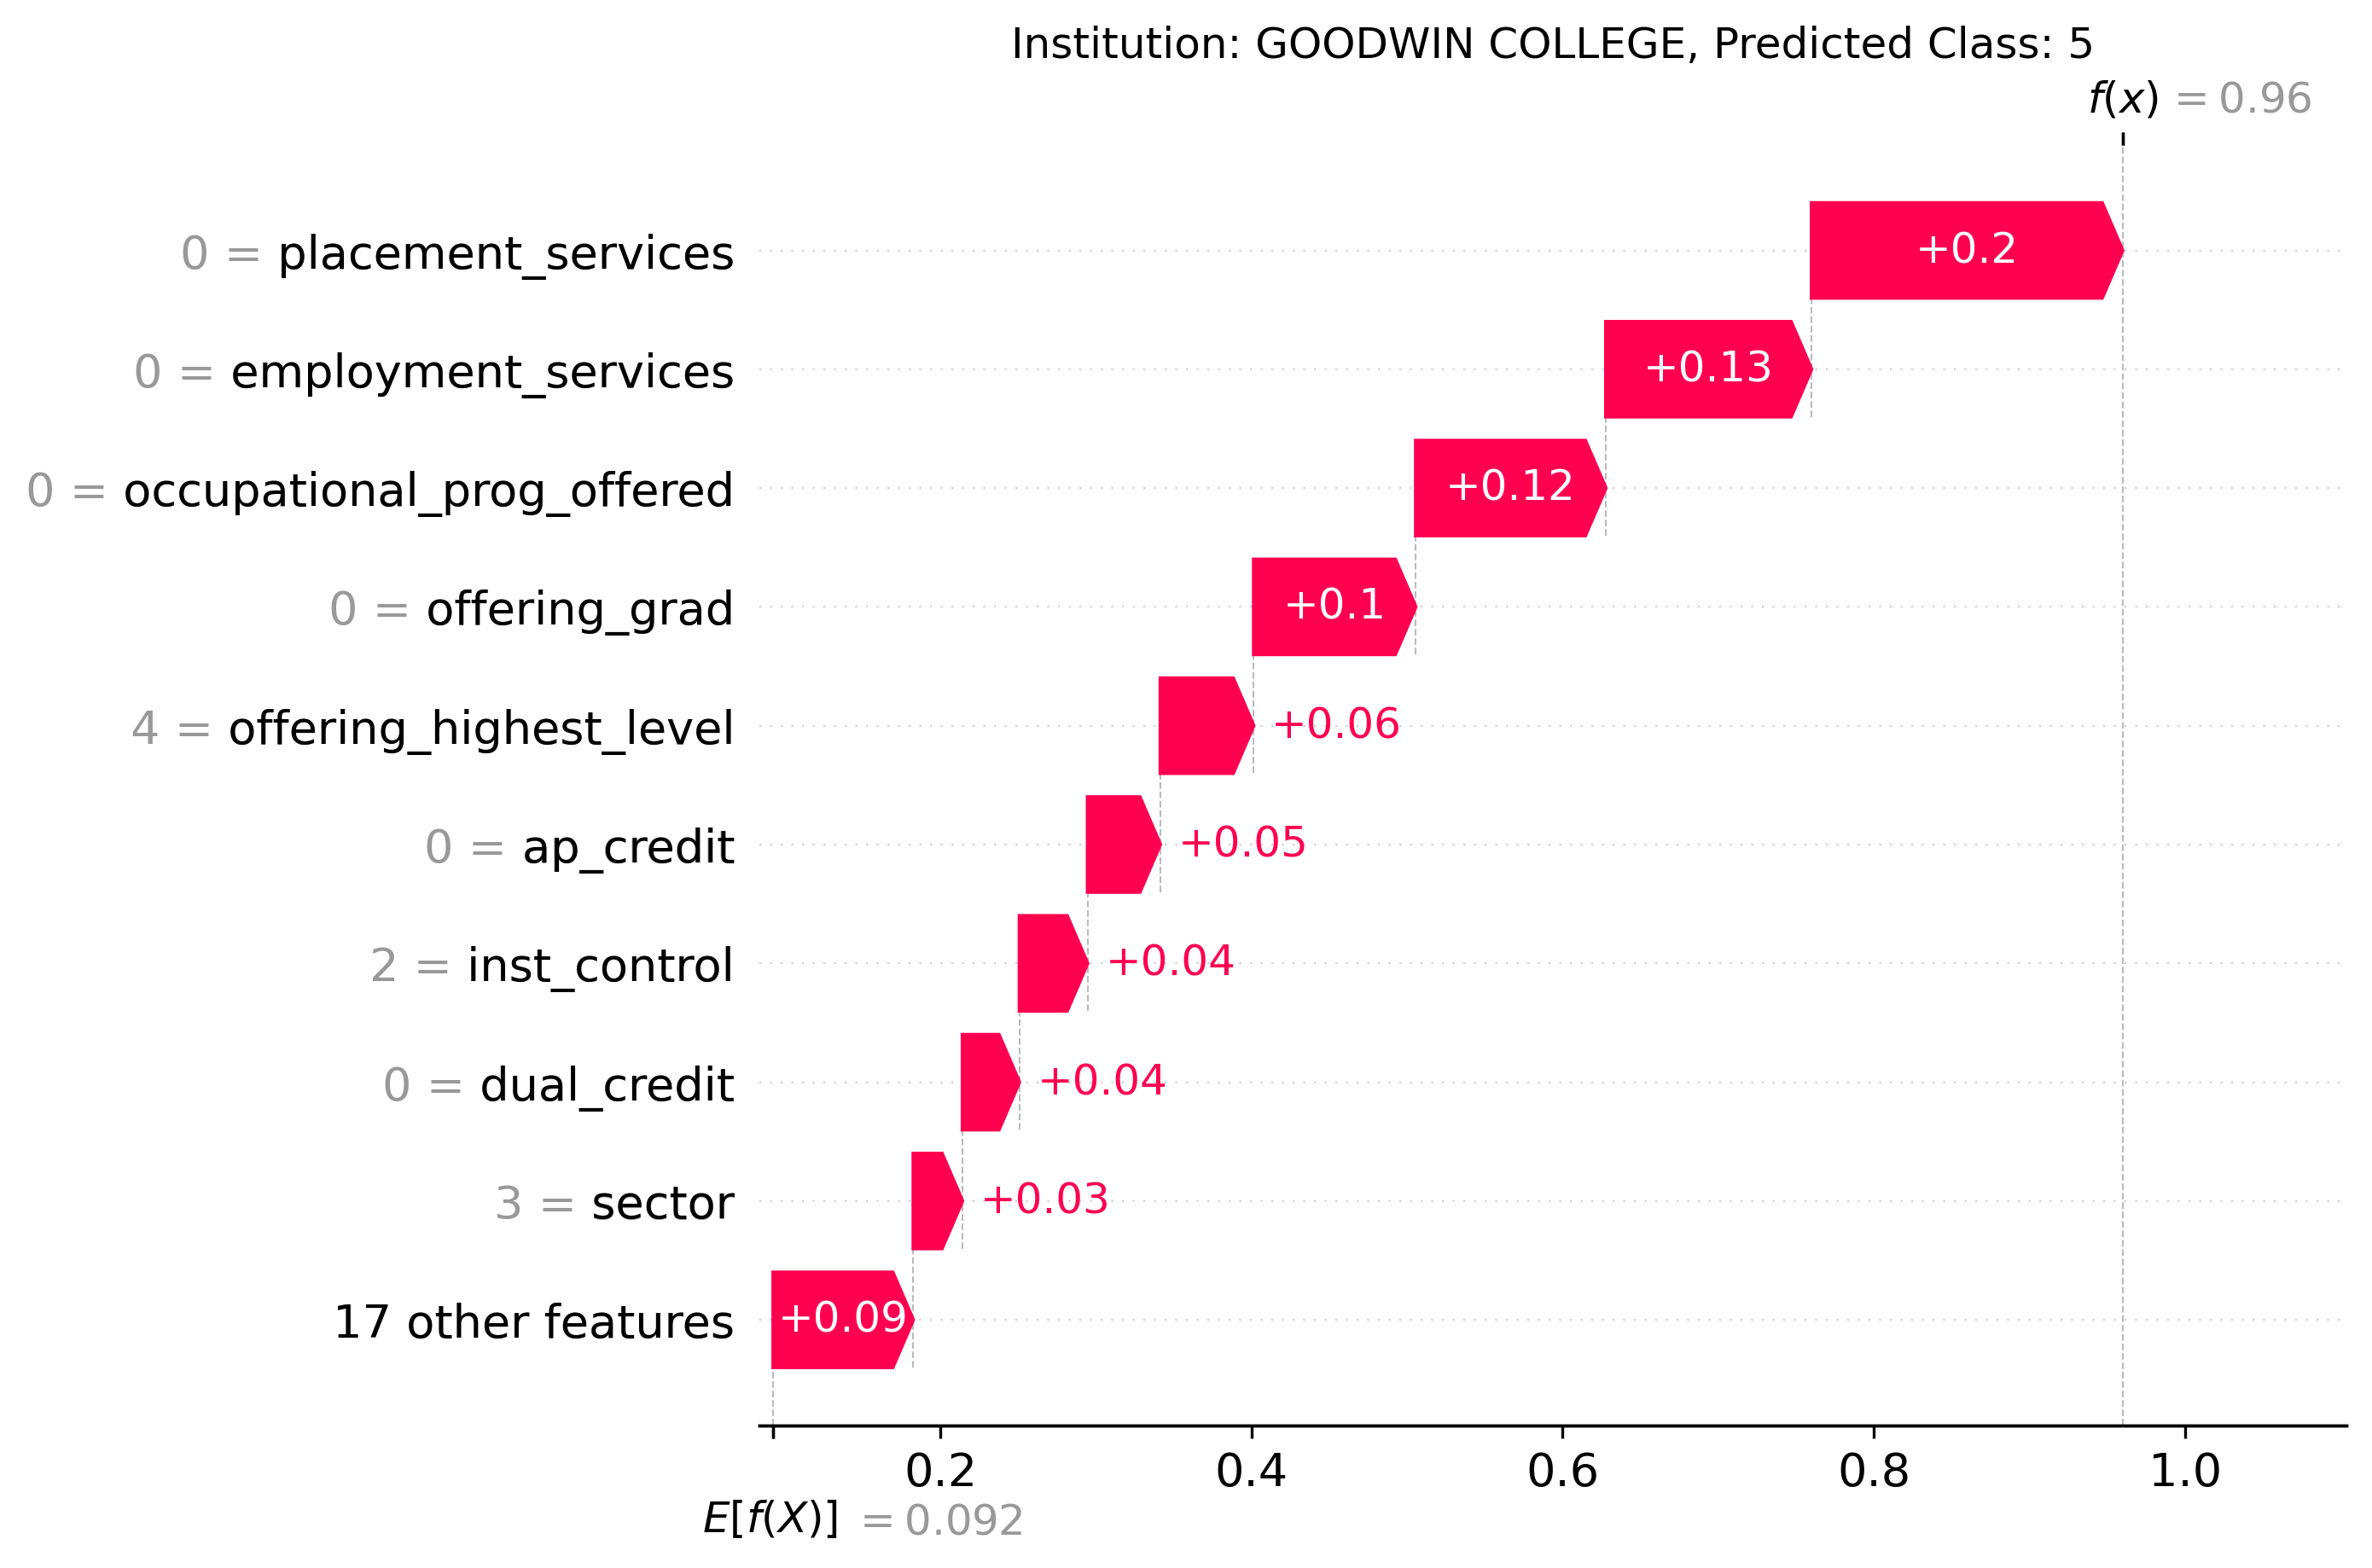 Institution: GOODWIN COLLEGE, Predicted Class: 5
f(x) = 0.96
0 = placement_services +0.2
0 = employment_services +0.13
0 = occupational_prog_offered +0.12
0 = offering_grad +0.1
4 = offering_highest_level +0.06
0 = ap_credit +0.05
2 = inst_control +0.04
0 = dual_credit +0.04
3 = sector +0.03
17 other features +0.09
0.2 0.4 0.6 0.8 1.0
E[f(X)] = 0.092